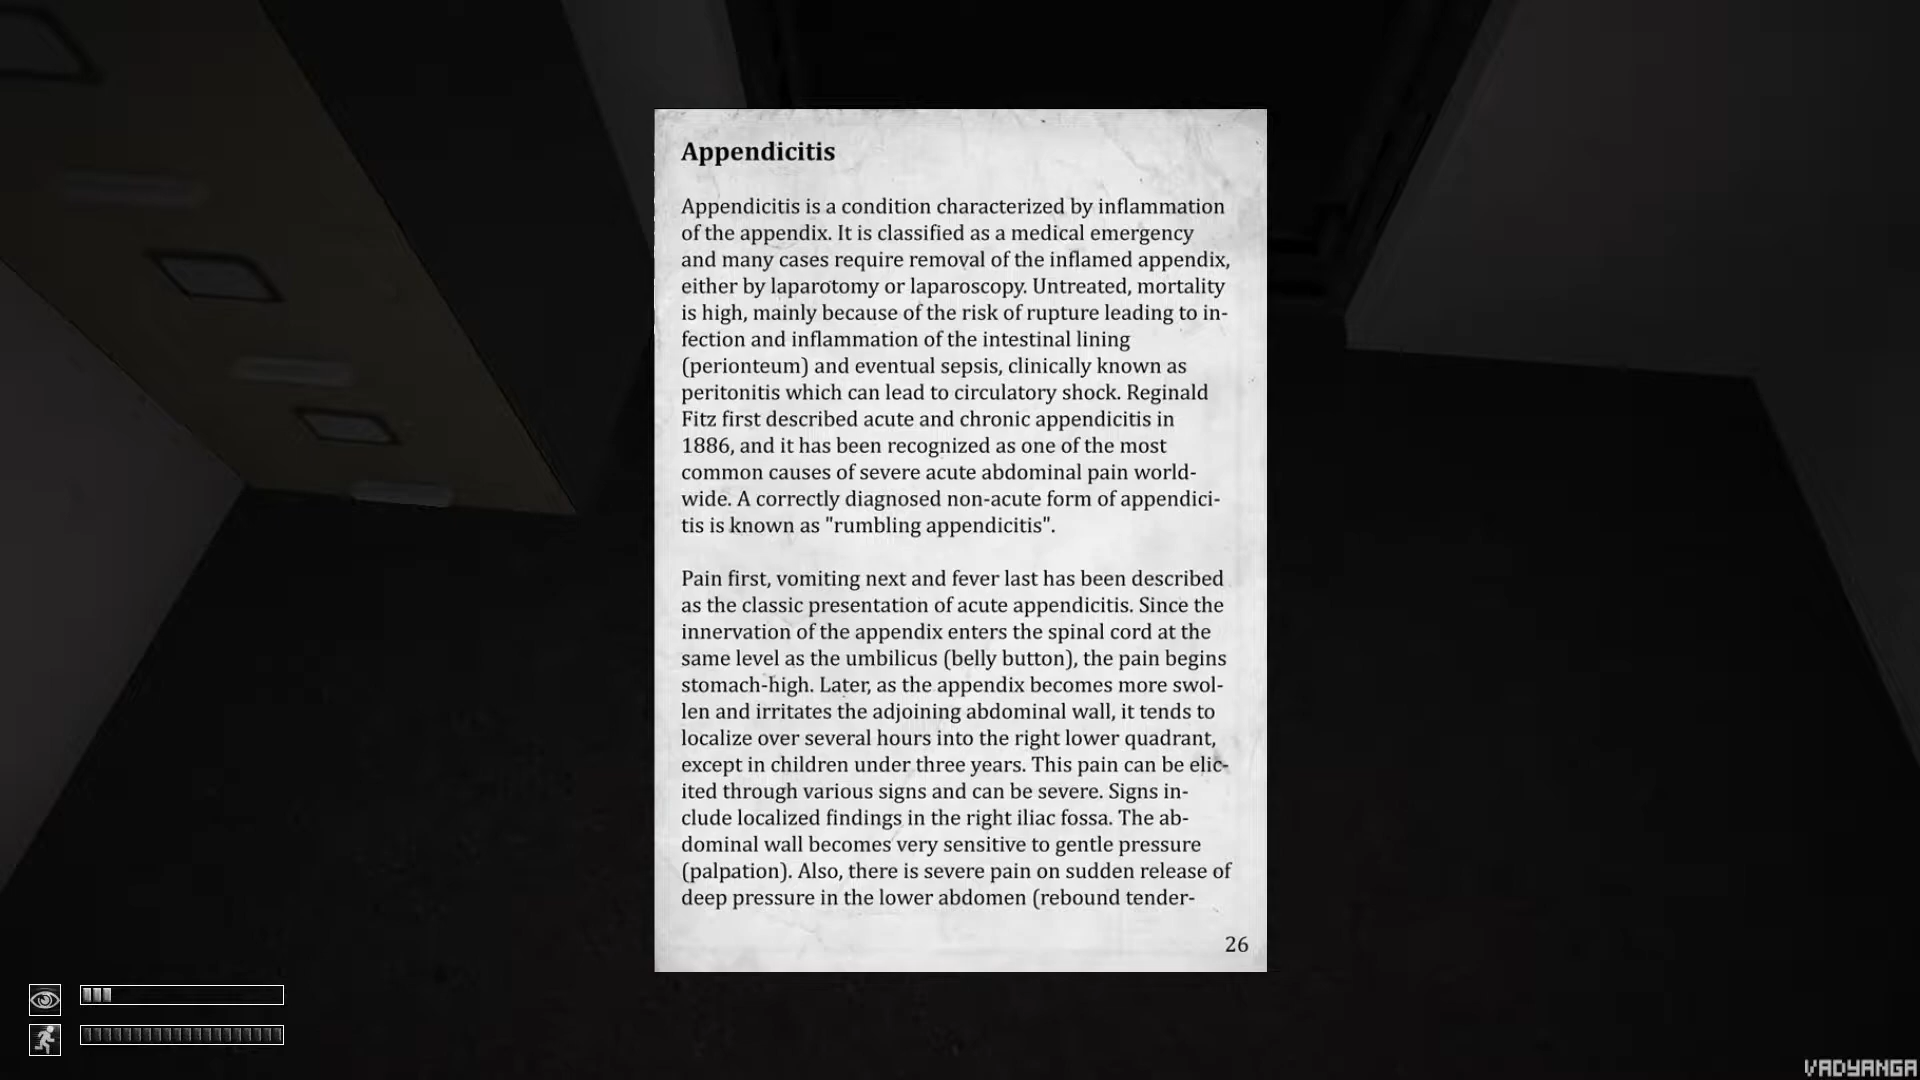 Appendicitis
Appendicitis is a condition characterized by inflammation
of the appendix. It is classified as a medical emergency
and many cases require removal of the inflamed appendix,
either by laparotomy or laparoscopy. Untreated, mortality
is high, mainly because of the risk of rupture leading to in-
fection and inflammation of the intestinal lining
(perionteum) and eventual sepsis, clinically known as
peritonitis which can lead to circulatory shock. Reginald
Fitz first described acute and chronic appendicitis in
1886, and it has been recognized as one of the most
common causes of severe acute abdominal pain world-
wide. A correctly diagnosed non-acute form of appendici-
tis is known as "rumbling appendicitis".
Pain first, vomiting next and fever last has been described
as the classic presentation of acute appendicitis. Since the
innervation of the appendix enters the spinal cord at the
same level as the umbilicus (belly button), the pain begins
stomach-high. Later, as the appendix becomes more swol-
len and irritates the adjoining abdominal wall, it tends to
localize over several hours into the right lower quadrant,
except in children under three years. This pain can be elic-
ited through various signs and can be severe. Signs in-
clude localized findings in the right iliac fossa. The ab-
dominal wall becomes very sensitive to gentle pressure
(palpation). Also, there is severe pain on sudden release of
deep pressure in the lower abdomen (rebound tender-
26
VADYANGA